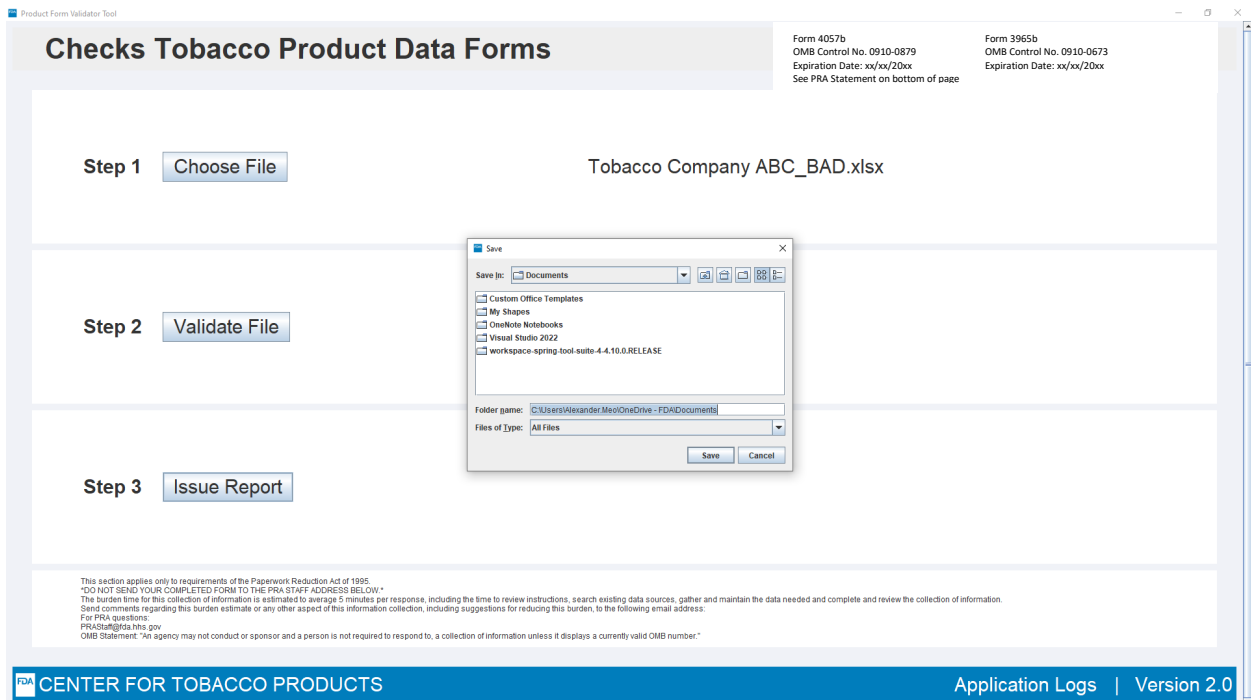 FDA Product Form Validator Tool
Checks Tobacco Product Data Forms
Form 4057b
OMB Control No. 0910-0879
Expiration Date: xx/xx/20xx
See PRA Statement on bottom of page
Form 3965b
OMB Control No. 0910-0673
Expiration Date: xx/xx/20xx
Step 1 Choose File Tobacco Company ABC_BAD.xlsx
Save
Save In: Documents
Custom Office Templates
My Shapes
OneNote Notebooks
Visual Studio 2022
workspace-spring-tool-suite-4-4.10.0.RELEASE
Folder name: C:\Users\Alexander.Meo\OneDrive - FDA\Documents
Files of Type: All Files
Save Cancel
Step 2 Validate File
Step 3 Issue Report
This section applies only to requirements of the Paperwork Reduction Act of 1995.
*DO NOT SEND YOUR COMPLETED FORM TO THE PRA STAFF ADDRESS BELOW.*
The burden time for this collection of information is estimated to average 5 minutes per response, including the time to review instructions, search existing data sources, gather and maintain the data needed and complete and review the collection of information.
Send comments regarding this burden estimate or any other aspect of this information collection, including suggestions for reducing this burden, to the following email address:
For PRA questions:
PRAStaff@fda.hhs.gov
OMB Statement: "An agency may not conduct or sponsor and a person is not required to respond to, a collection of information unless it displays a currently valid OMB number."
FDA CENTER FOR TOBACCO PRODUCTS Application Logs | Version 2.0